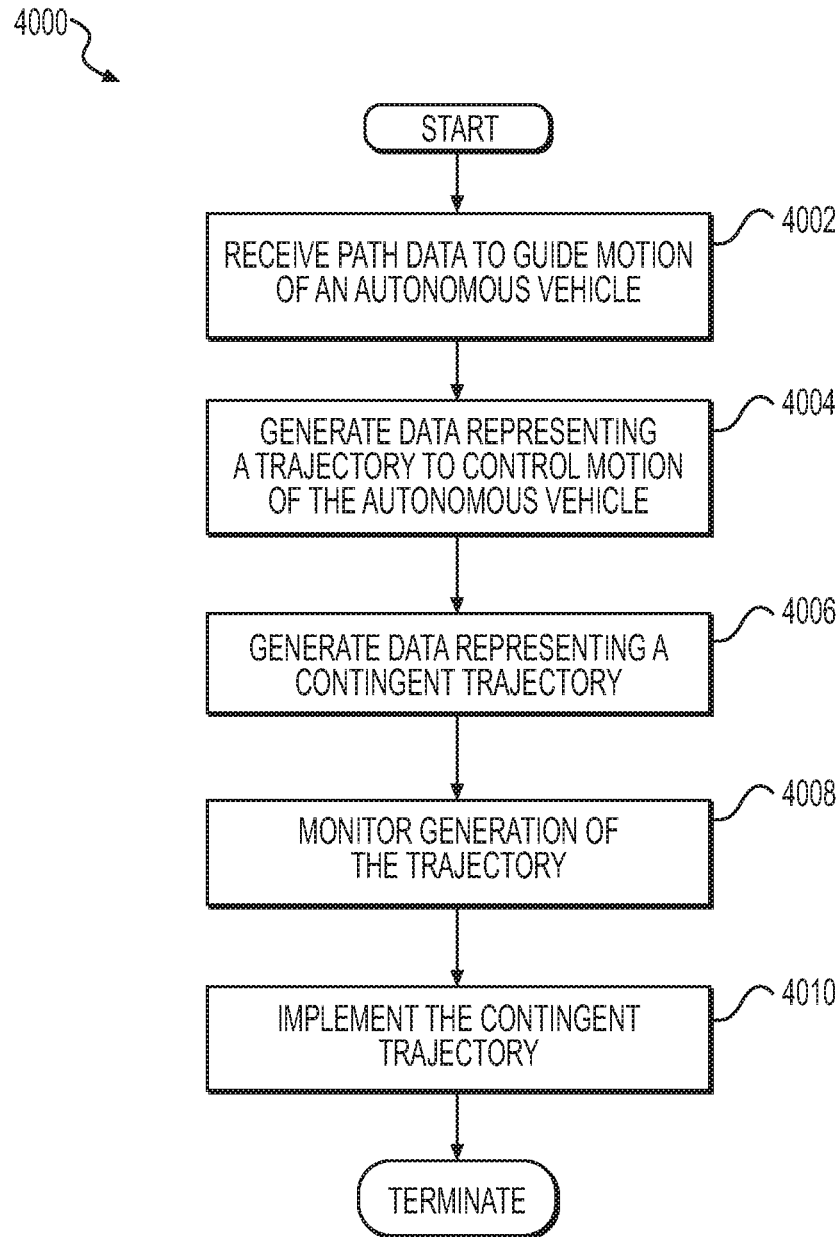 4000
START
RECEIVE PATH DATA TO GUIDE MOTION
OF AN AUTONOMOUS VEHICLE
4002
GENERATE DATA REPRESENTING
A TRAJECTORY TO CONTROL MOTION
OF THE AUTONOMOUS VEHICLE
4004
GENERATE DATA REPRESENTING A
CONTINGENT TRAJECTORY
4006
MONITOR GENERATION OF
THE TRAJECTORY
4008
IMPLEMENT THE CONTINGENT
TRAJECTORY
4010
TERMINATE